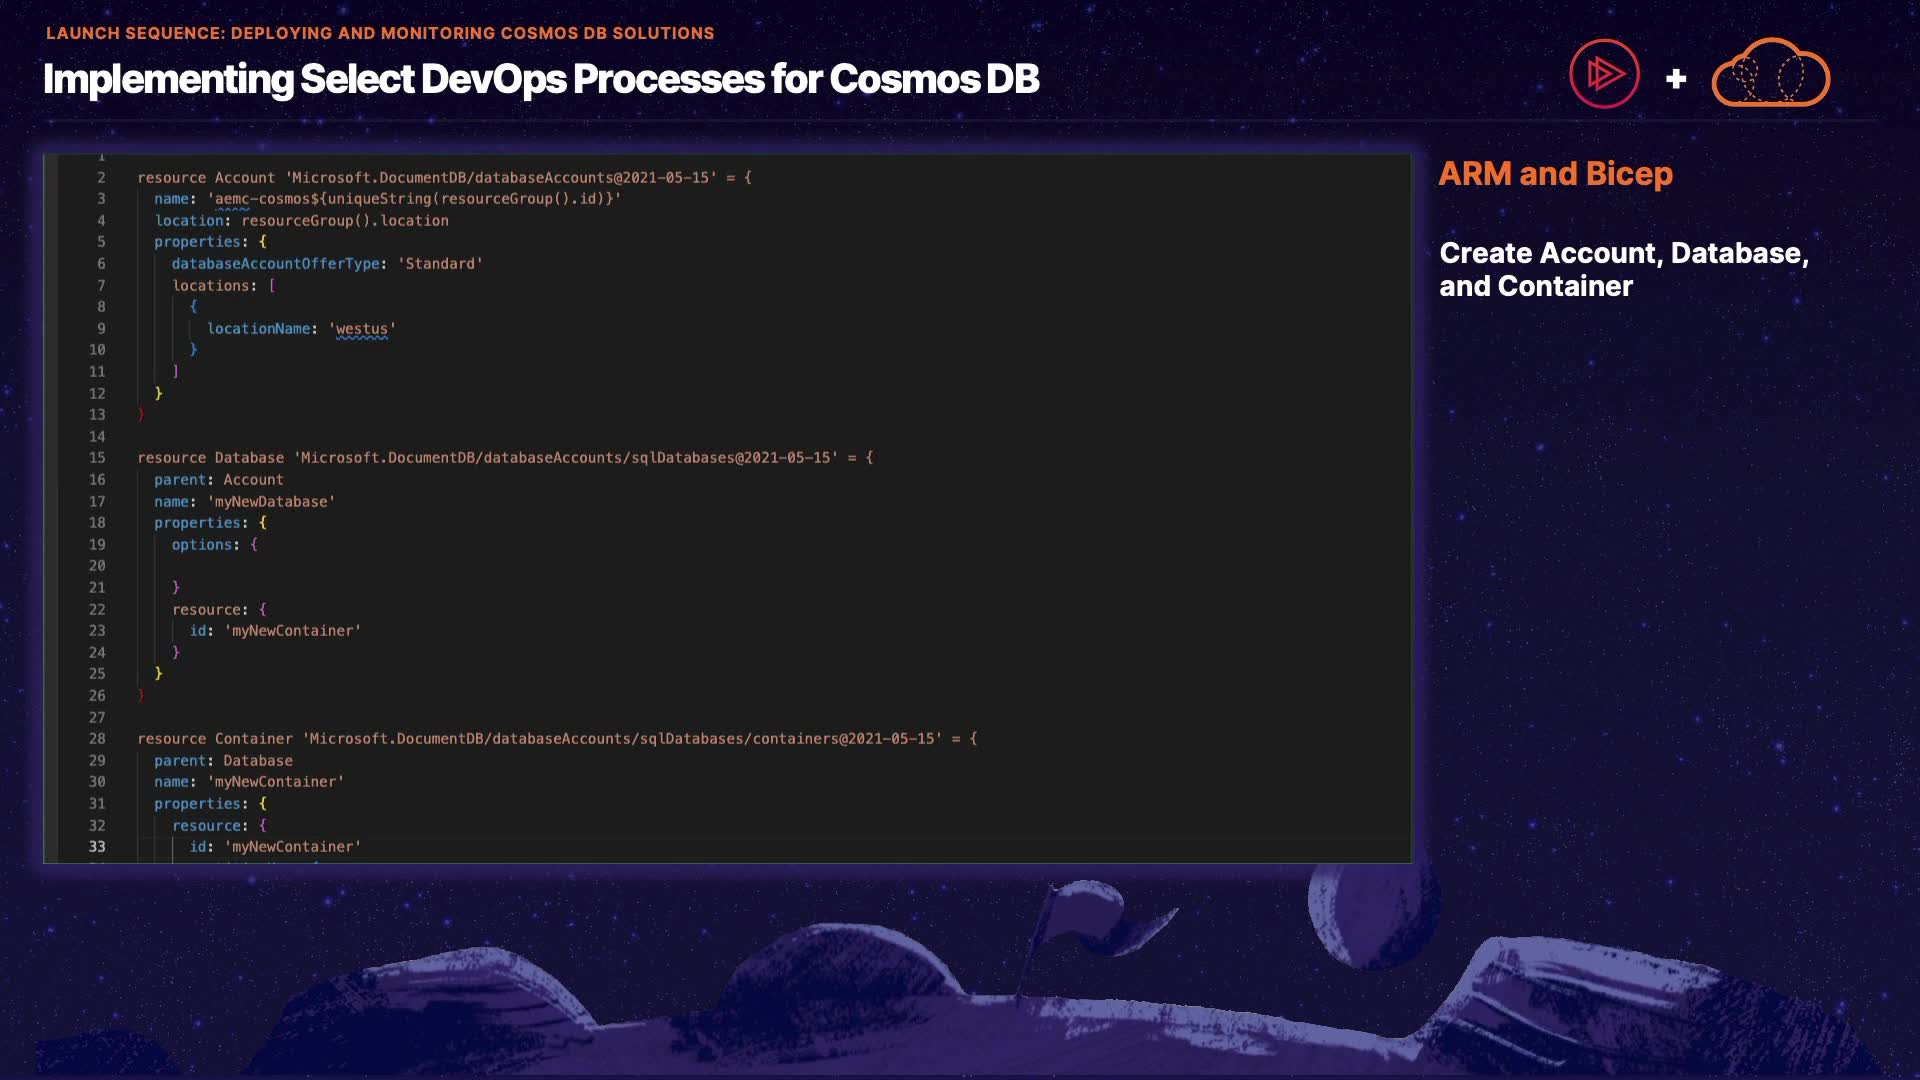 LAUNCH SEQUENCE: DEPLOYING AND MONITORING COSMOS DB SOLUTIONS
Implementing Select DevOps Processes for Cosmos DB
+
1
2 resource Account 'Microsoft.DocumentDB/databaseAccounts@2021-05-15' = {
3 name: 'aemc-cosmos${uniqueString(resourceGroup().id)}'
4 location: resourceGroup().location
5 properties: {
6 databaseAccountOfferType: 'Standard'
7 locations: [
8 {
9 locationName: 'westus'
10 }
11 ]
12 }
13 }
14
15 resource Database 'Microsoft.DocumentDB/databaseAccounts/sqlDatabases@2021-05-15' = {
16 parent: Account
17 name: 'myNewDatabase'
18 properties: {
19 options: {
20
21 }
22 resource: {
23 id: 'myNewContainer'
24 }
25 }
26 }
27
28 resource Container 'Microsoft.DocumentDB/databaseAccounts/sqlDatabases/containers@2021-05-15' = {
29 parent: Database
30 name: 'myNewContainer'
31 properties: {
32 resource: {
33 id: 'myNewContainer'
ARM and Bicep
Create Account, Database,
and Container